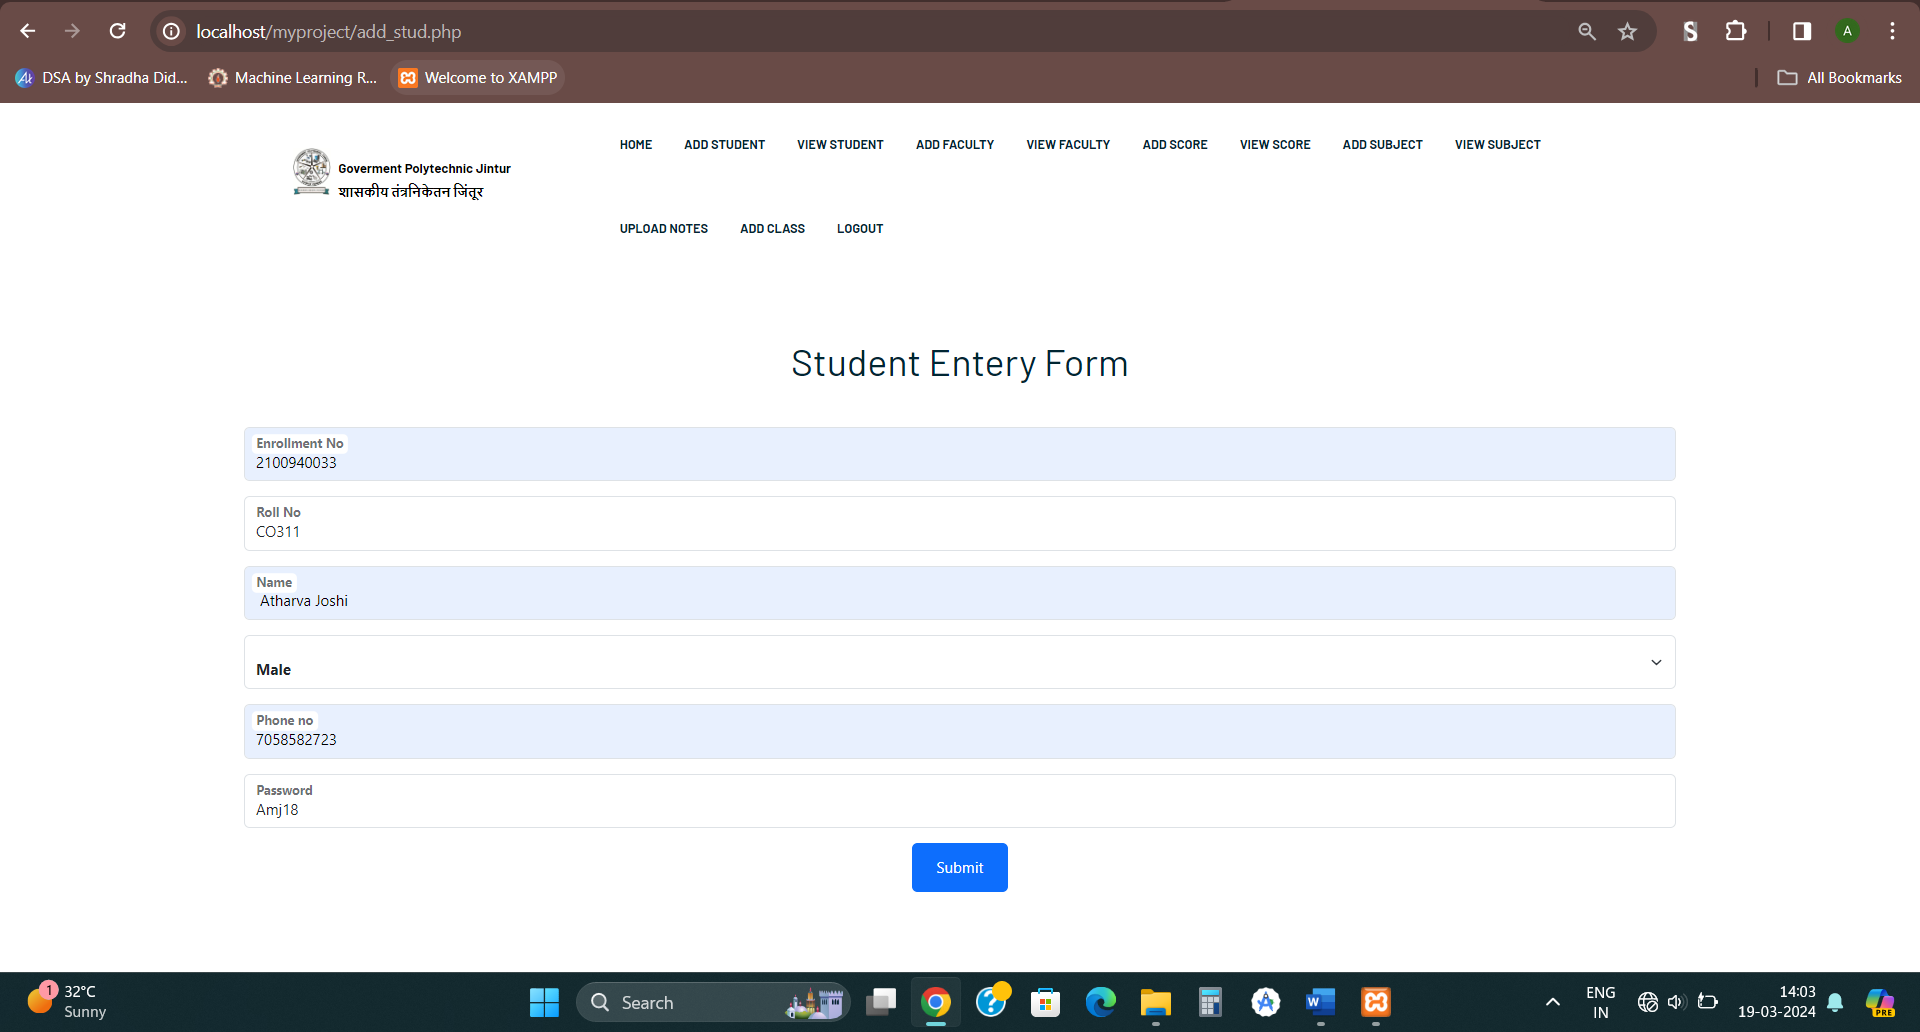 localhost/myproject/add_stud.php
A
DSA by Shradha Did...
Machine Learning R...
Welcome to XAMPP
All Bookmarks
HOME
ADD STUDENT
VIEW STUDENT
ADD FACULTY
VIEW FACULTY
ADD SCORE
VIEW SCORE
ADD SUBJECT
VIEW SUBJECT
Goverment Polytechnic Jintur
शासकीय तंत्रनिकेतन जिंतूर
UPLOAD NOTES
ADD CLASS
LOGOUT
Student Entery Form
Enrollment No
2100940033
Roll No
CO311
Name
Atharva Joshi
Male
Phone no
7058582723
Password
Amj18
Submit
1
32°C
Sunny
Search
ENG
IN
14:03
19-03-2024
PRE